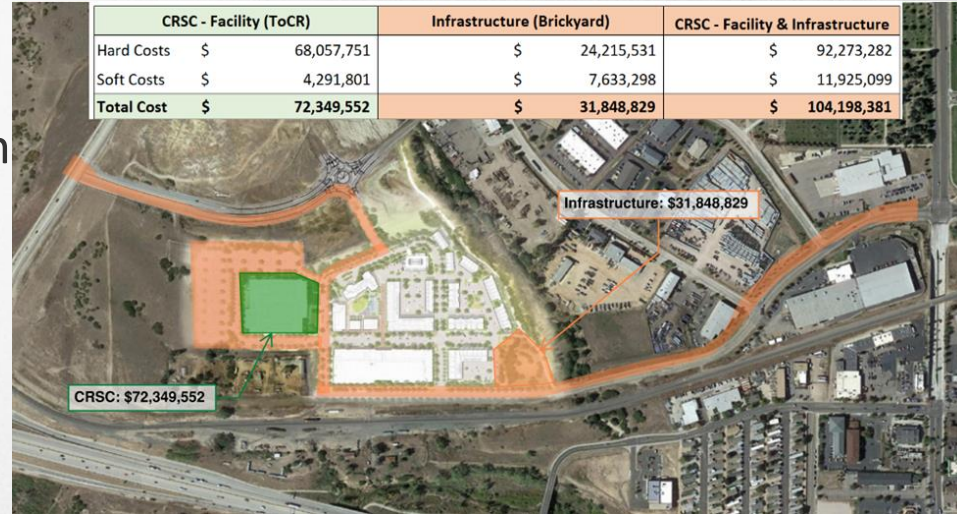 CRSC - Facility (ToCR) Infrastructure (Brickyard) CRSC - Facility & Infrastructure
Hard Costs $ 68,057,751 $ 24,215,531 $ 92,273,282
Soft Costs $ 4,291,801 $ 7,633,298 $ 11,925,099
Total Cost $ 72,349,552 $ 31,848,829 $ 104,198,381
n
Infrastructure: $31,848,829
CRSC: $72,349,552